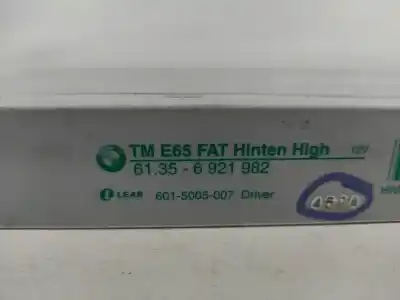 TM E65 FAT Hinten High 12V
61.35 - 6 921 982
LEAR 601-5005-007 Driver